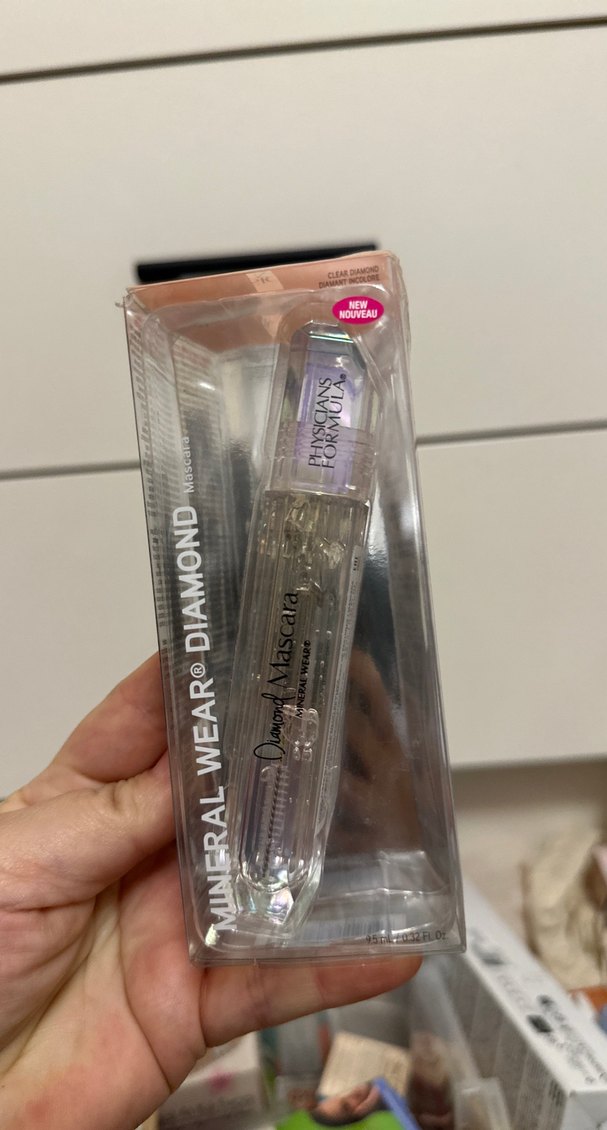 CLEAR DIAMOND
DIAMANT INCOLORE
NEW
NOUVEAU
PHYSICIANS
FORMULA®
MINERAL WEAR® DIAMOND Mascara
Diamond Mascara
MINERAL WEAR®
9.5 mL / 0.32 Fl. Oz.